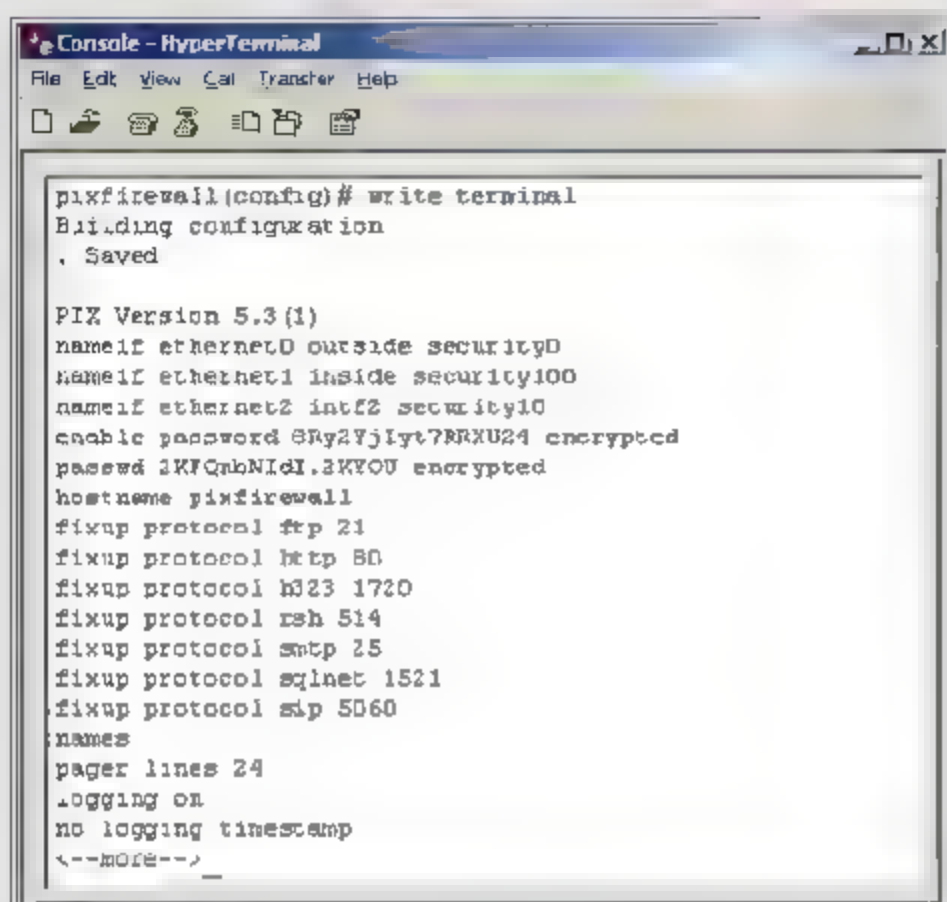 Console - HyperTerminal
File Edit View Call Transfer Help
pixfirewall(config)# write terminal
Building configuration
. Saved
PIX Version 5.3(1)
nameif ethernet0 outside security0
nameif ethernet1 inside security100
nameif ethernet2 intf2 security10
enable password encrypted
passwd encrypted
hostname pixfirewall
fixup protocol ftp 21
fixup protocol http 80
fixup protocol h323 1720
fixup protocol rsh 514
fixup protocol smtp 25
fixup protocol sqlnet 1521
fixup protocol sip 5060
names
pager lines 24
logging on
no logging timestamp
<--more-->